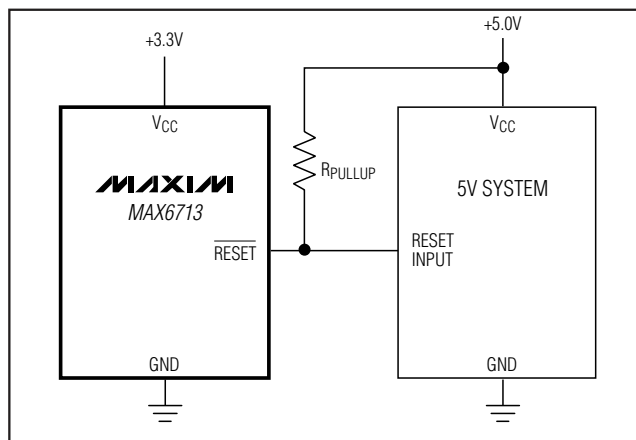 +3.3V
+5.0V
VCC
VCC
MAXIM
MAX6713
RPULLUP
5V SYSTEM
RESET
RESET
INPUT
GND
GND